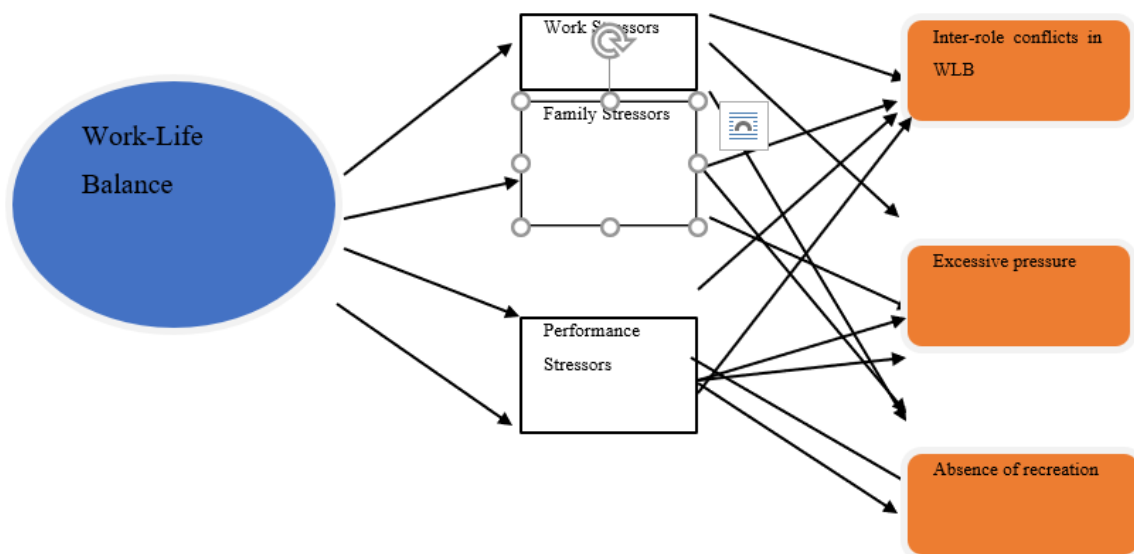 Work-Life
Balance
Work Stressors
Family Stressors
Performance
Stressors
Inter-role conflicts in
WLB
Excessive pressure
Absence of recreation